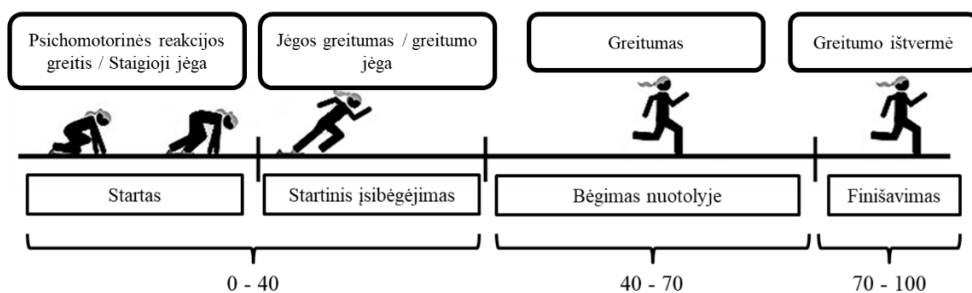 Psichomotorinės reakcijos
greitis / Staigioji jėga
Jėgos greitumas / greitumo
jėga
Greitumas
Greitumo ištvermė
Startas
Startinis įsibėgėjimas
Bėgimas nuotolyje
Finišavimas
0 - 40
40 - 70
70 - 100